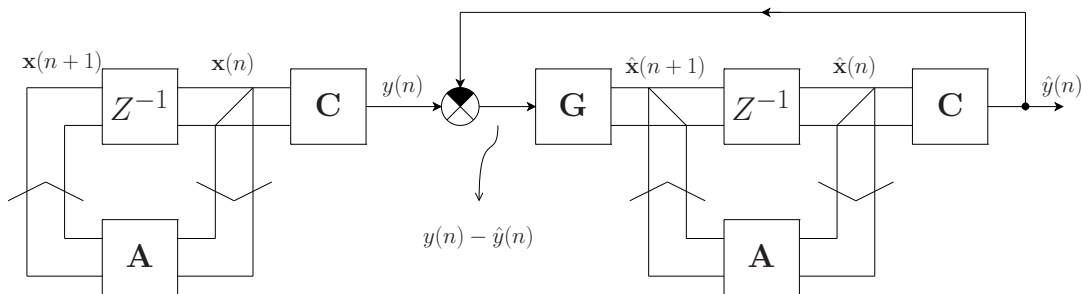 x(n + 1)
Z⁻¹
x(n)
C
y(n)
A
y(n) − ŷ(n)
G
x̂(n + 1)
Z⁻¹
x̂(n)
C
ŷ(n)
A